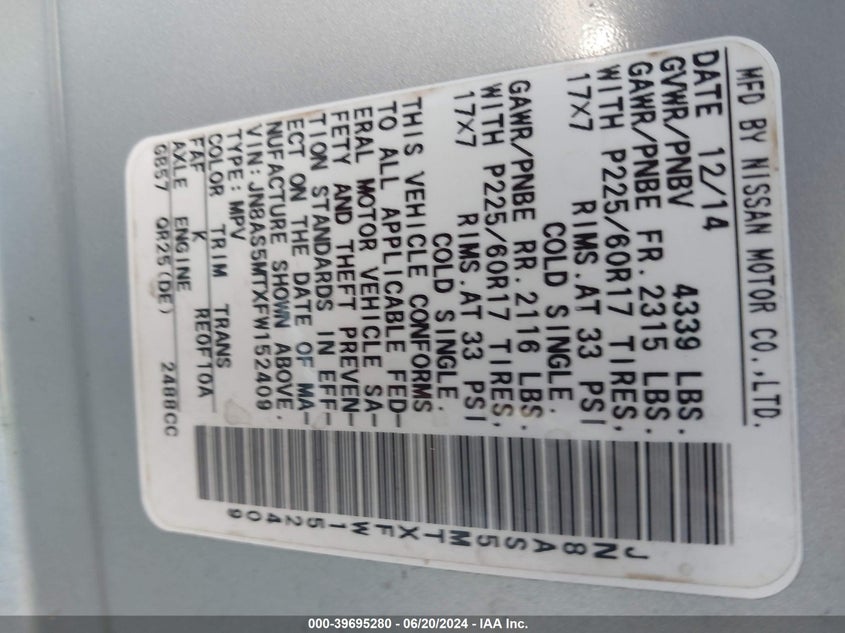 MFD BY NISSAN MOTOR CO.,LTD.
DATE 12/14
GVWR/PNBV 4339 LBS.
GAWR/PNBE FR. 2315 LBS.
WITH P225/60R17 TIRES,
17X7 RIMS.AT 33 PSI
COLD SINGLE.
GAWR/PNBE RR. 2116 LBS.
WITH P225/60R17 TIRES,
17X7 RIMS.AT 33 PSI
COLD SINGLE.
THIS VEHICLE CONFORMS
TO ALL APPLICABLE FED-
ERAL MOTOR VEHICLE SA-
FETY AND THEFT PREVEN-
TION STANDARDS IN EFF-
ECT ON THE DATE OF MA-
NUFACTURE SHOWN ABOVE.
VIN:JN8AS5MTXFW152409
TYPE:MPV
COLOR TRIM TRANS
FAF K RE0F10A
AXLE ENGINE
GB57 QR25(DE) 2488CC
JN8AS5MTXFW152409
000-39695280 - 06/20/2024 - IAA Inc.